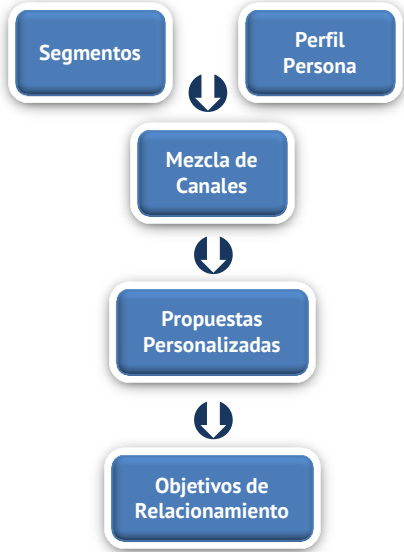 Segmentos
Perfil
Persona
Mezcla de
Canales
Propuestas
Personalizadas
Objetivos de
Relacionamiento